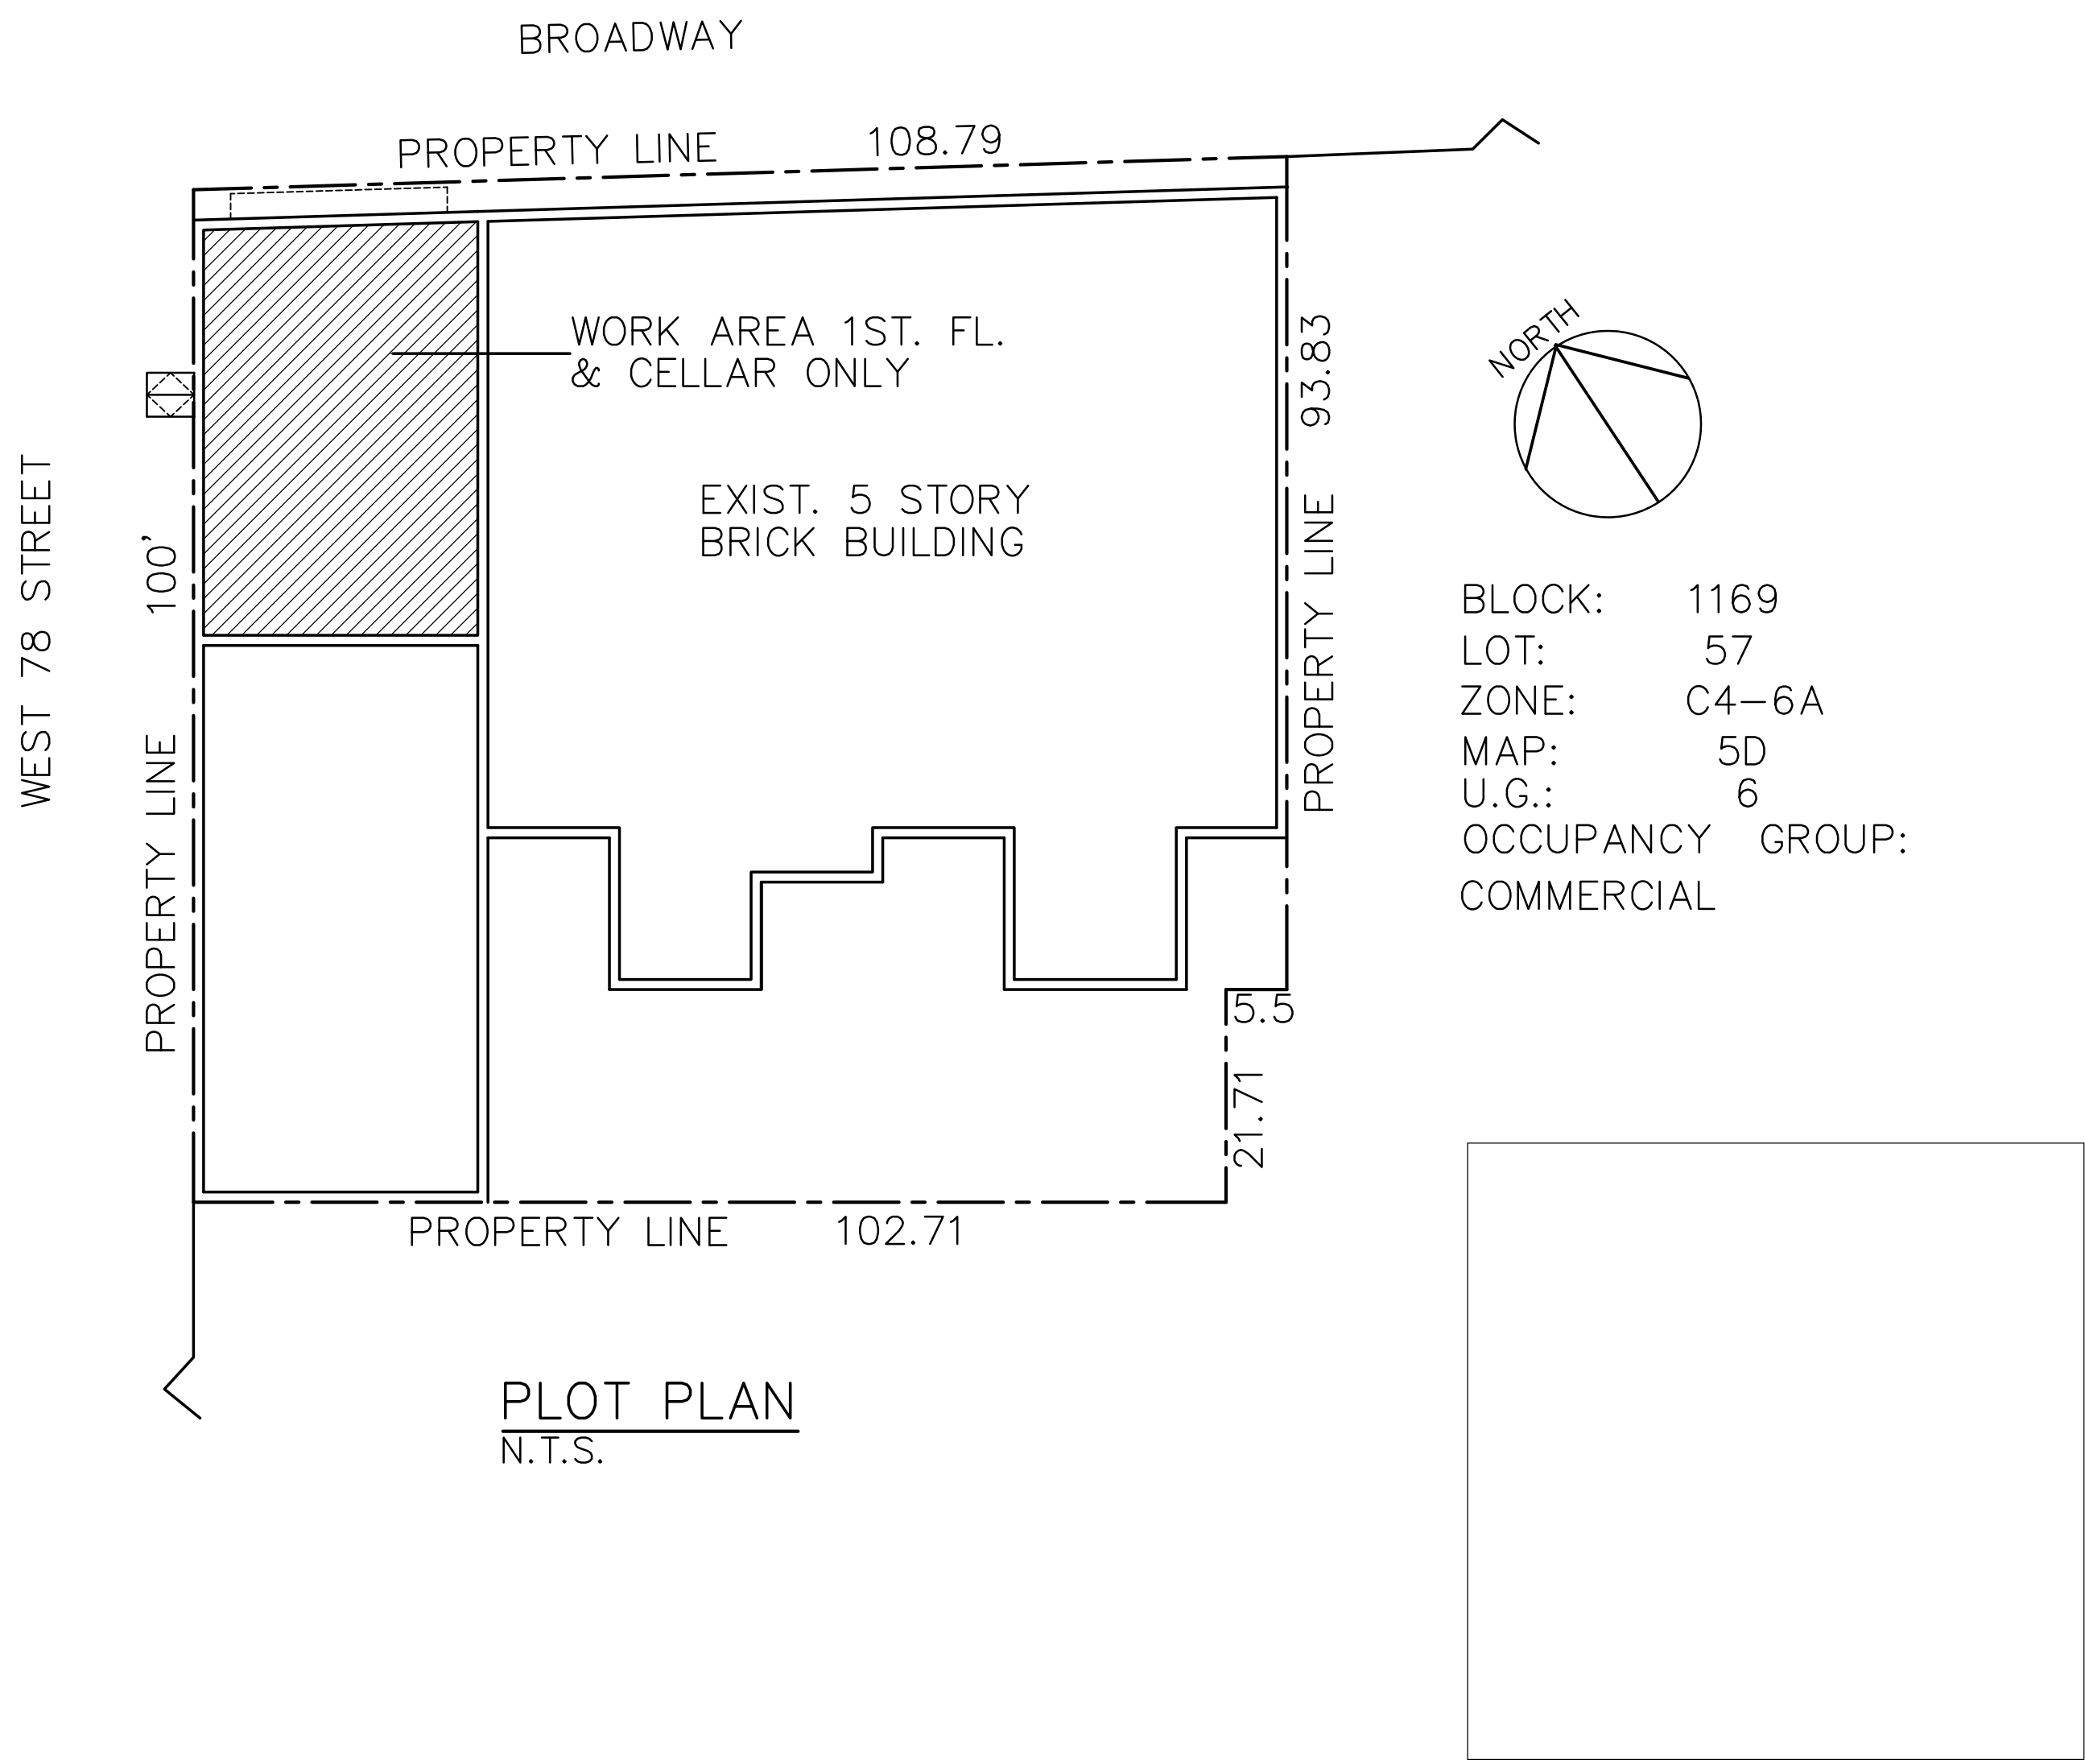 BROADWAY
PROPERTY LINE 108.79
NORTH
WORK AREA 1ST. FL.
& CELLAR ONLY
PROPERTY LINE 93.83
EXIST. 5 STORY
BRICK BUILDING
WEST 78 STREET
PROPERTY LINE 100'
BLOCK: 1169
LOT: 57
ZONE: C4-6A
MAP: 5D
U.G.: 6
OCCUPANCY GROUP:
COMMERCIAL
5.5
21.71
PROPERTY LINE 102.71
PLOT PLAN
N.T.S.